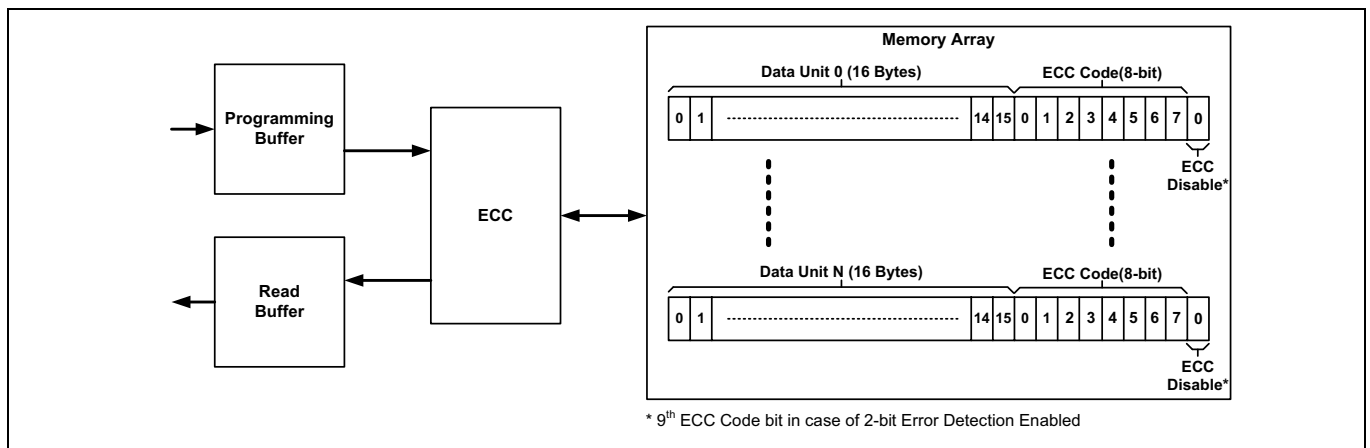 Memory Array
Data Unit 0 (16 Bytes) ECC Code(8-bit)
0 1 14 15 0 1 2 3 4 5 6 7 0
ECC
Disable*
Programming
Buffer
ECC
Read
Buffer
Data Unit N (16 Bytes) ECC Code(8-bit)
0 1 14 15 0 1 2 3 4 5 6 7 0
ECC
Disable*
* 9th ECC Code bit in case of 2-bit Error Detection Enabled